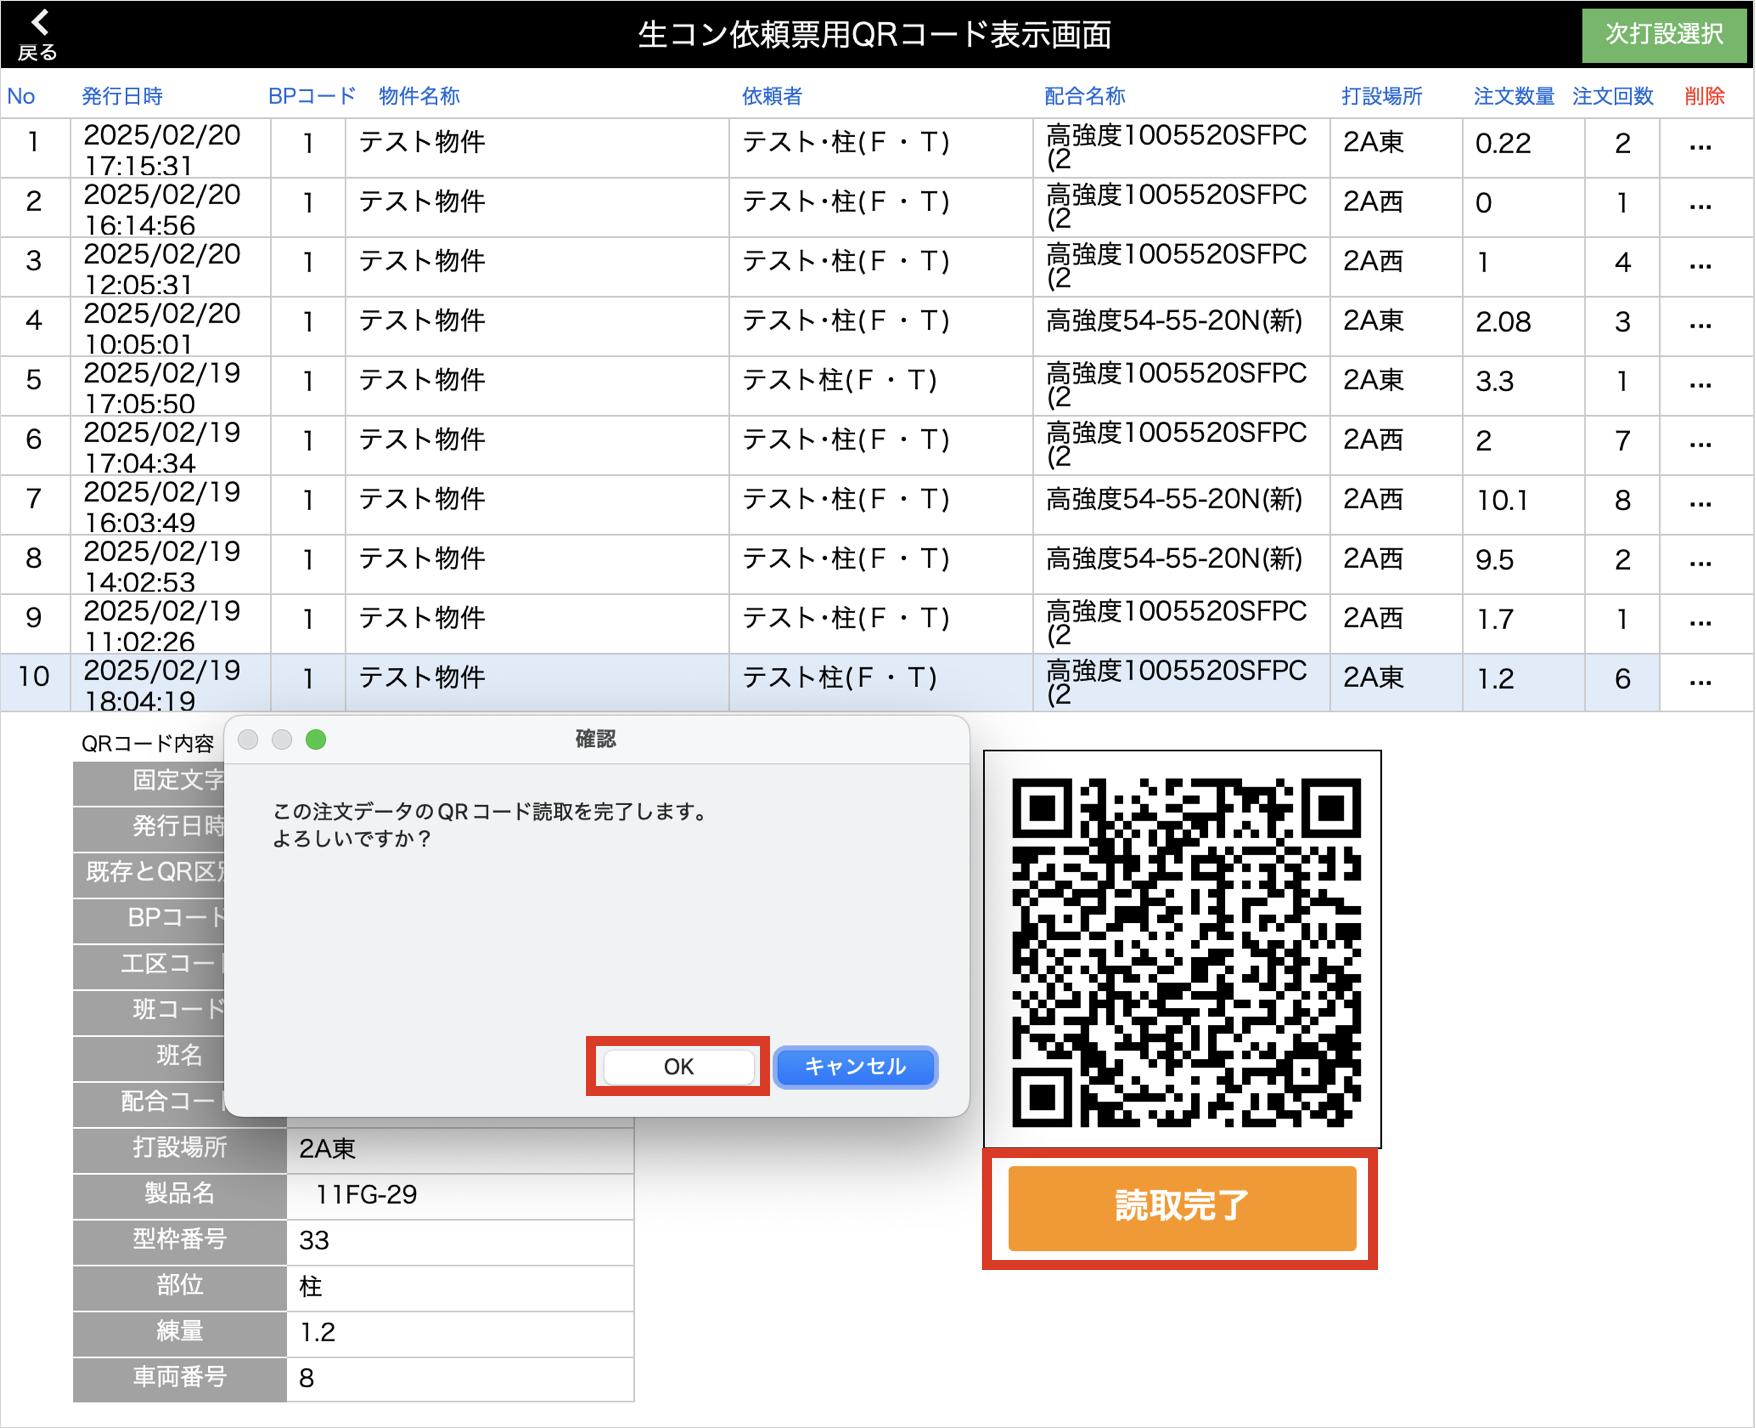 戻る
生コン依頼票用QRコード表示画面
次打設選択
No 発行日時 BPコード 物件名称 依頼者 配合名称 打設場所 注文数量 注文回数 削除
1 2025/02/20 17:15:31 1 テスト物件 テスト・柱(F・T) 高強度1005520SFPC(2 2A東 0.22 2 ...
2 2025/02/20 16:14:56 1 テスト物件 テスト・柱(F・T) 高強度1005520SFPC(2 2A西 0 1 ...
3 2025/02/20 12:05:31 1 テスト物件 テスト・柱(F・T) 高強度1005520SFPC(2 2A西 1 4 ...
4 2025/02/20 10:05:01 1 テスト物件 テスト・柱(F・T) 高強度54-55-20N(新) 2A東 2.08 3 ...
5 2025/02/19 17:05:50 1 テスト物件 テスト柱(F・T) 高強度1005520SFPC(2 2A東 3.3 1 ...
6 2025/02/19 17:04:34 1 テスト物件 テスト・柱(F・T) 高強度1005520SFPC(2 2A西 2 7 ...
7 2025/02/19 16:03:49 1 テスト物件 テスト・柱(F・T) 高強度54-55-20N(新) 2A西 10.1 8 ...
8 2025/02/19 14:02:53 1 テスト物件 テスト・柱(F・T) 高強度54-55-20N(新) 2A西 9.5 2 ...
9 2025/02/19 11:02:26 1 テスト物件 テスト・柱(F・T) 高強度1005520SFPC(2 2A西 1.7 1 ...
10 2025/02/19 18:04:19 1 テスト物件 テスト柱(F・T) 高強度1005520SFPC(2 2A東 1.2 6 ...
QRコード内容
確認
この注文データのQRコード読取を完了します。
よろしいですか？
OK キャンセル
固定文字
発行日時
既存とQR区
BPコード
工区コー
班コード
班名
配合コー
打設場所 2A東
製品名 11FG-29
型枠番号 33
部位 柱
練量 1.2
車両番号 8
読取完了